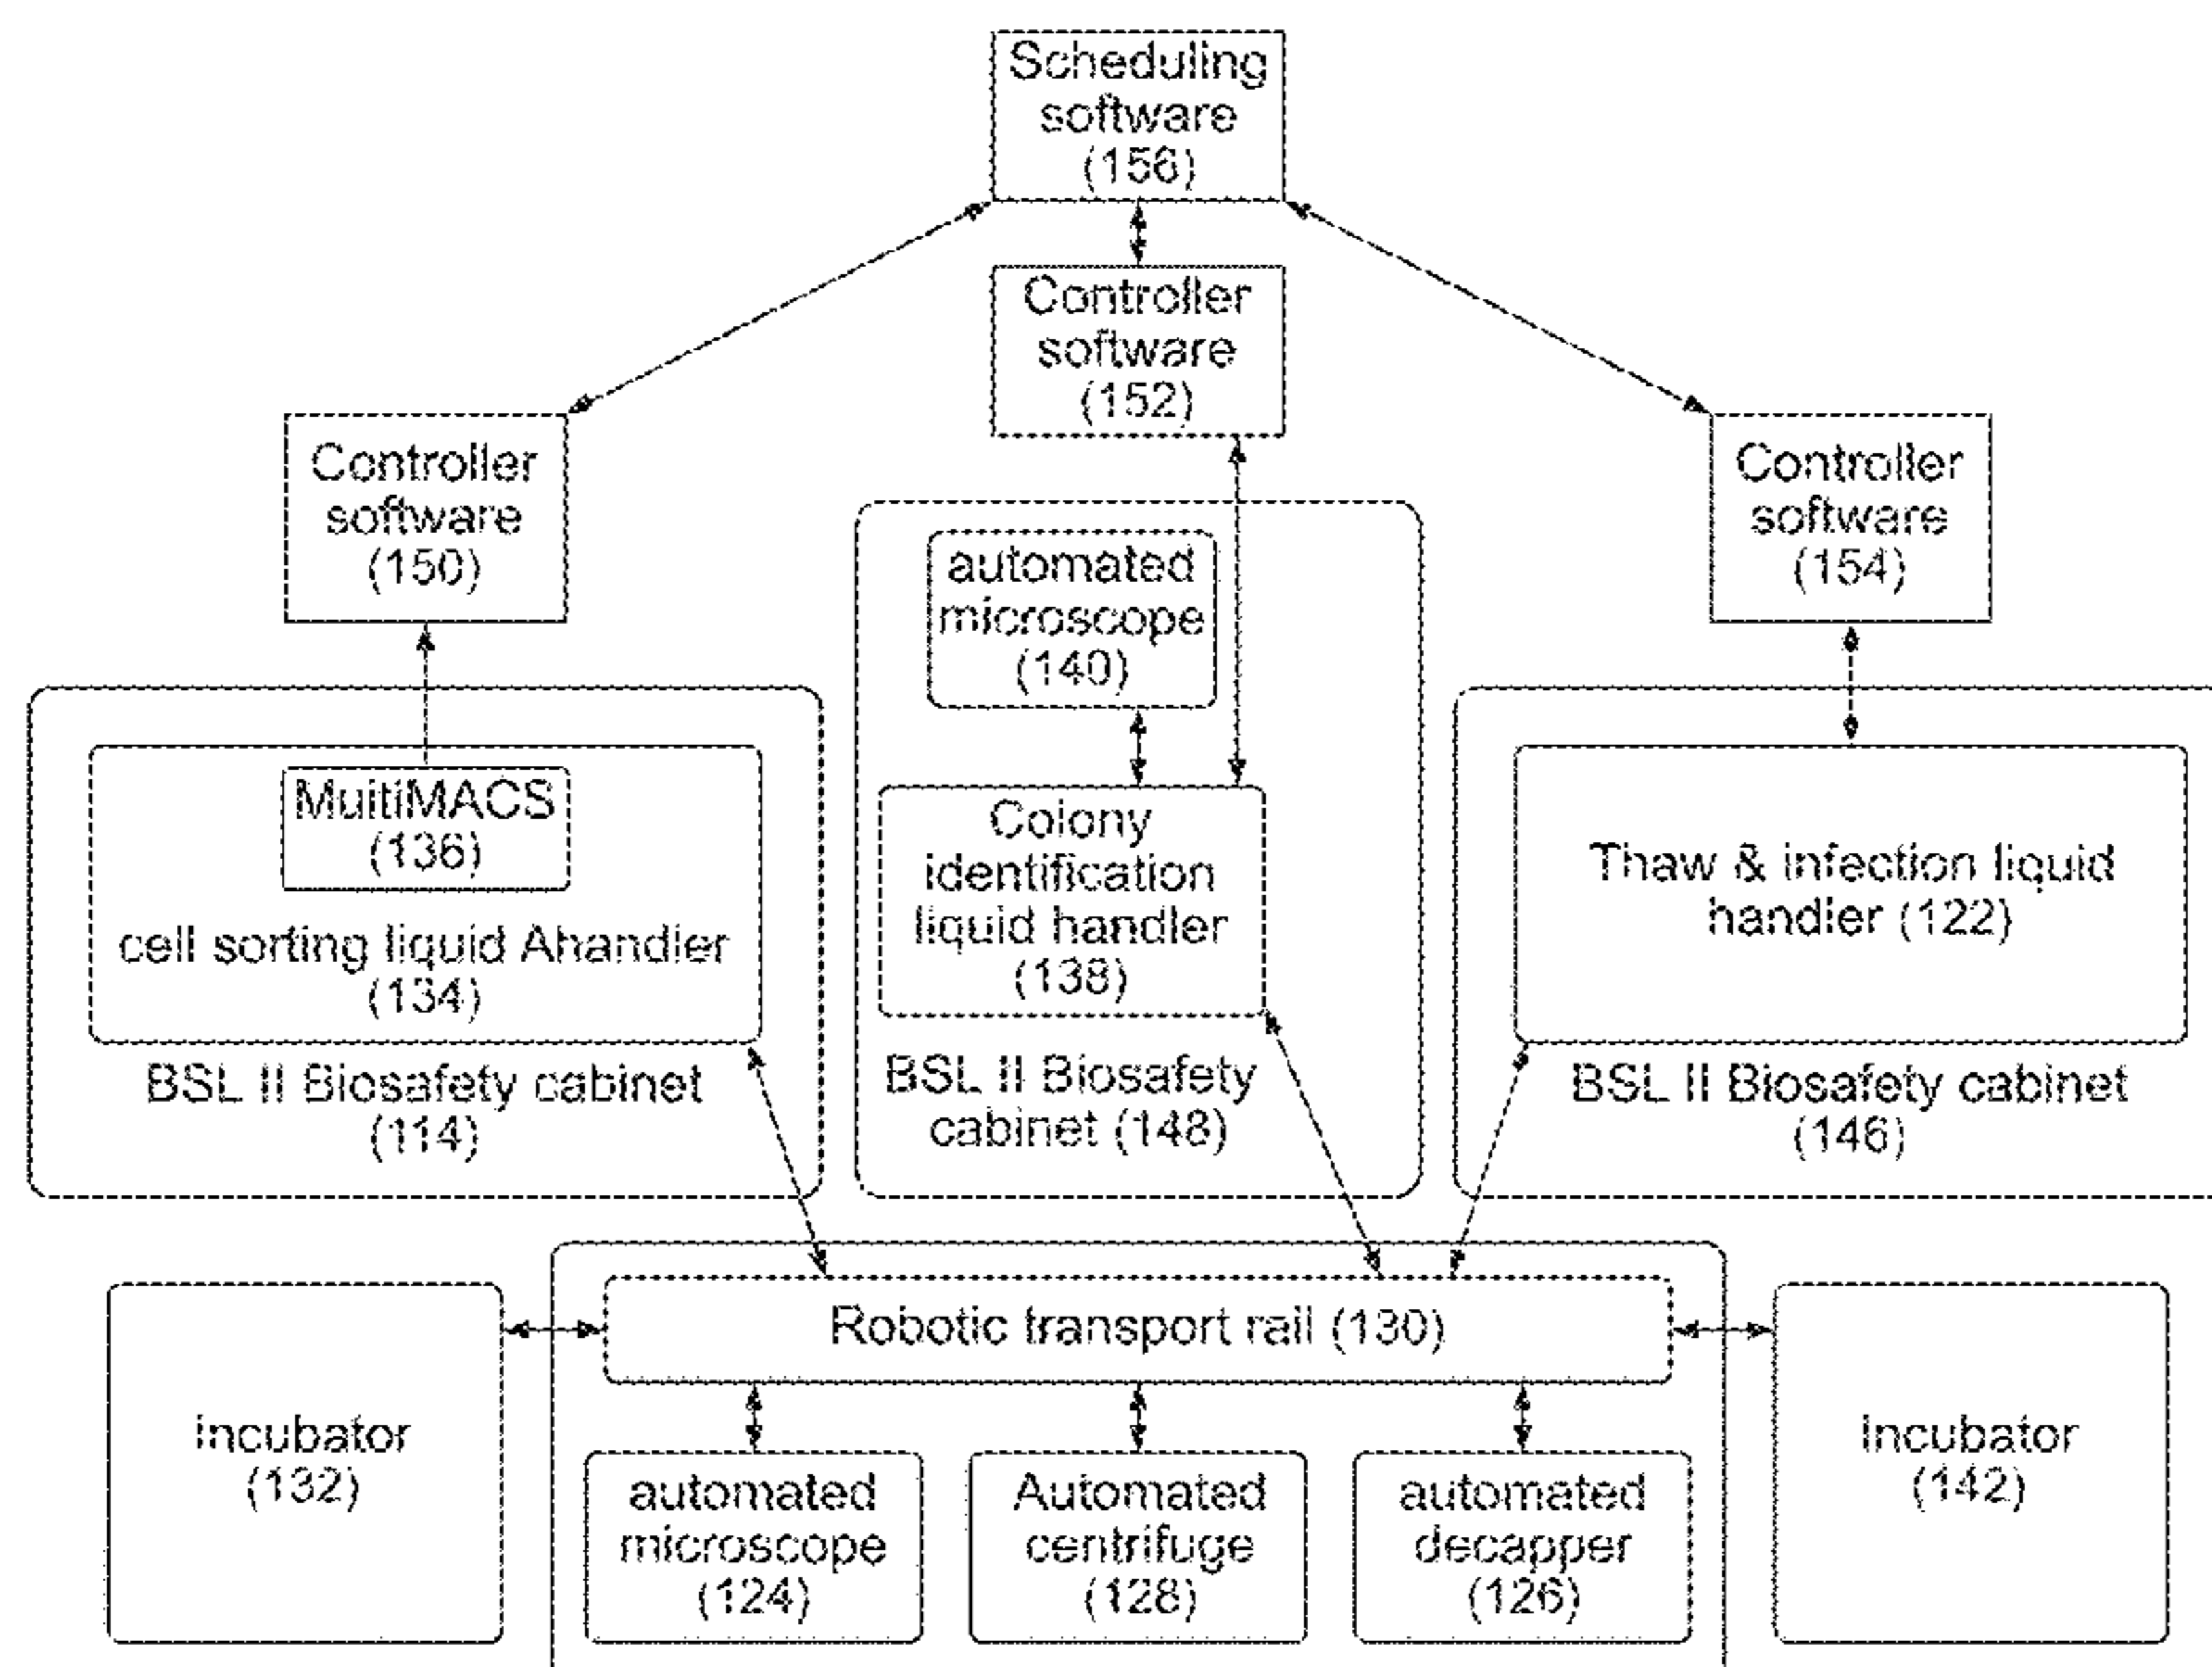 Scheduling
software
(156)
Controller
software
(152)
Controller
software
(150)
Controller
software
(154)
automated
microscope
(140)
MuitiMACS
(136)
cell sorting liquid Ahandler
(134)
BSL II Biosafety cabinet
(114)
Colony
identification
liquid handler
(138)
BSL II Biosafety
cabinet (148)
Thaw & infection liquid
handler (122)
BSL II Biosafety cabinet
(146)
Robotic transport rail (130)
Incubator
(132)
automated
microscope
(124)
Automated
centrifuge
(128)
automated
decapper
(126)
Incubator
(142)